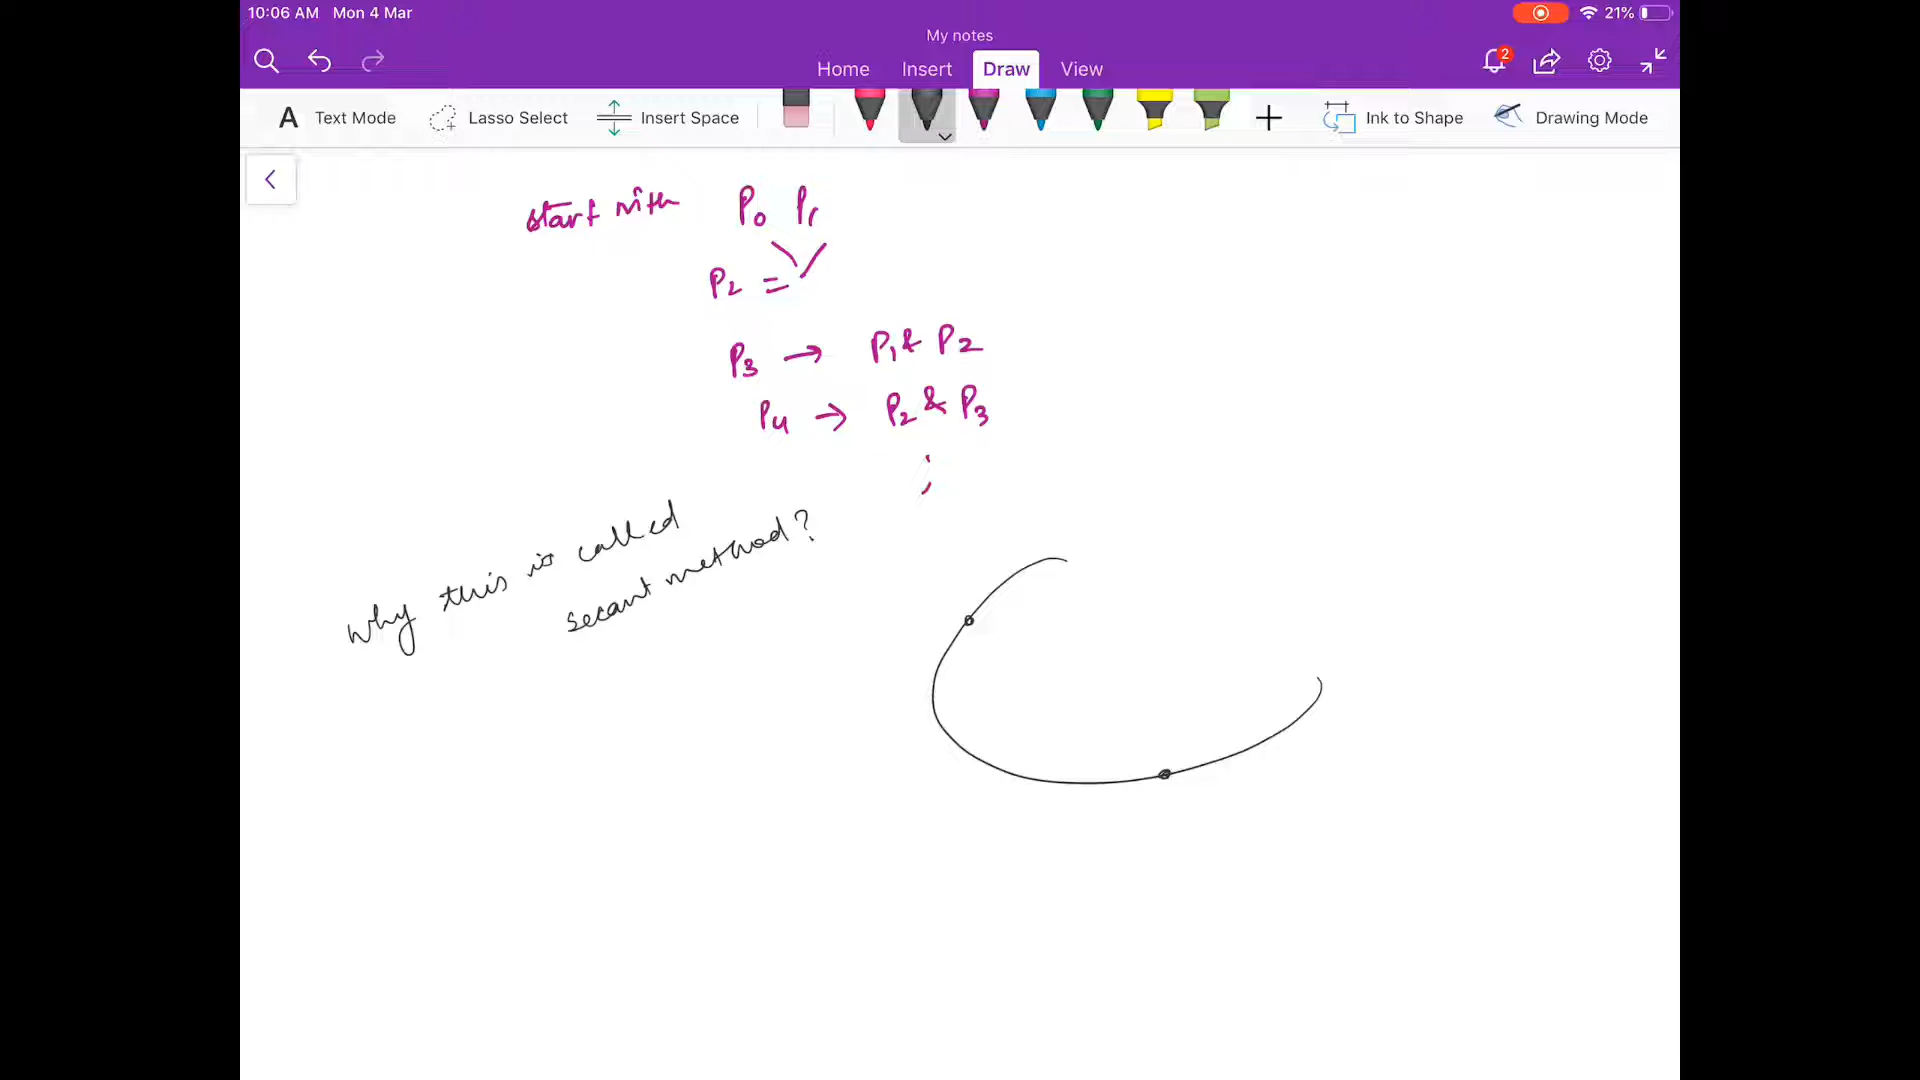 10:06 AM Mon 4 Mar
21%
My notes
Home Insert Draw View
2
A Text Mode Lasso Select Insert Space Ink to Shape Drawing Mode
start with P0 P1
P2 =
P3 → P1 & P2
P4 → P2 & P3
why this is called
secant method?